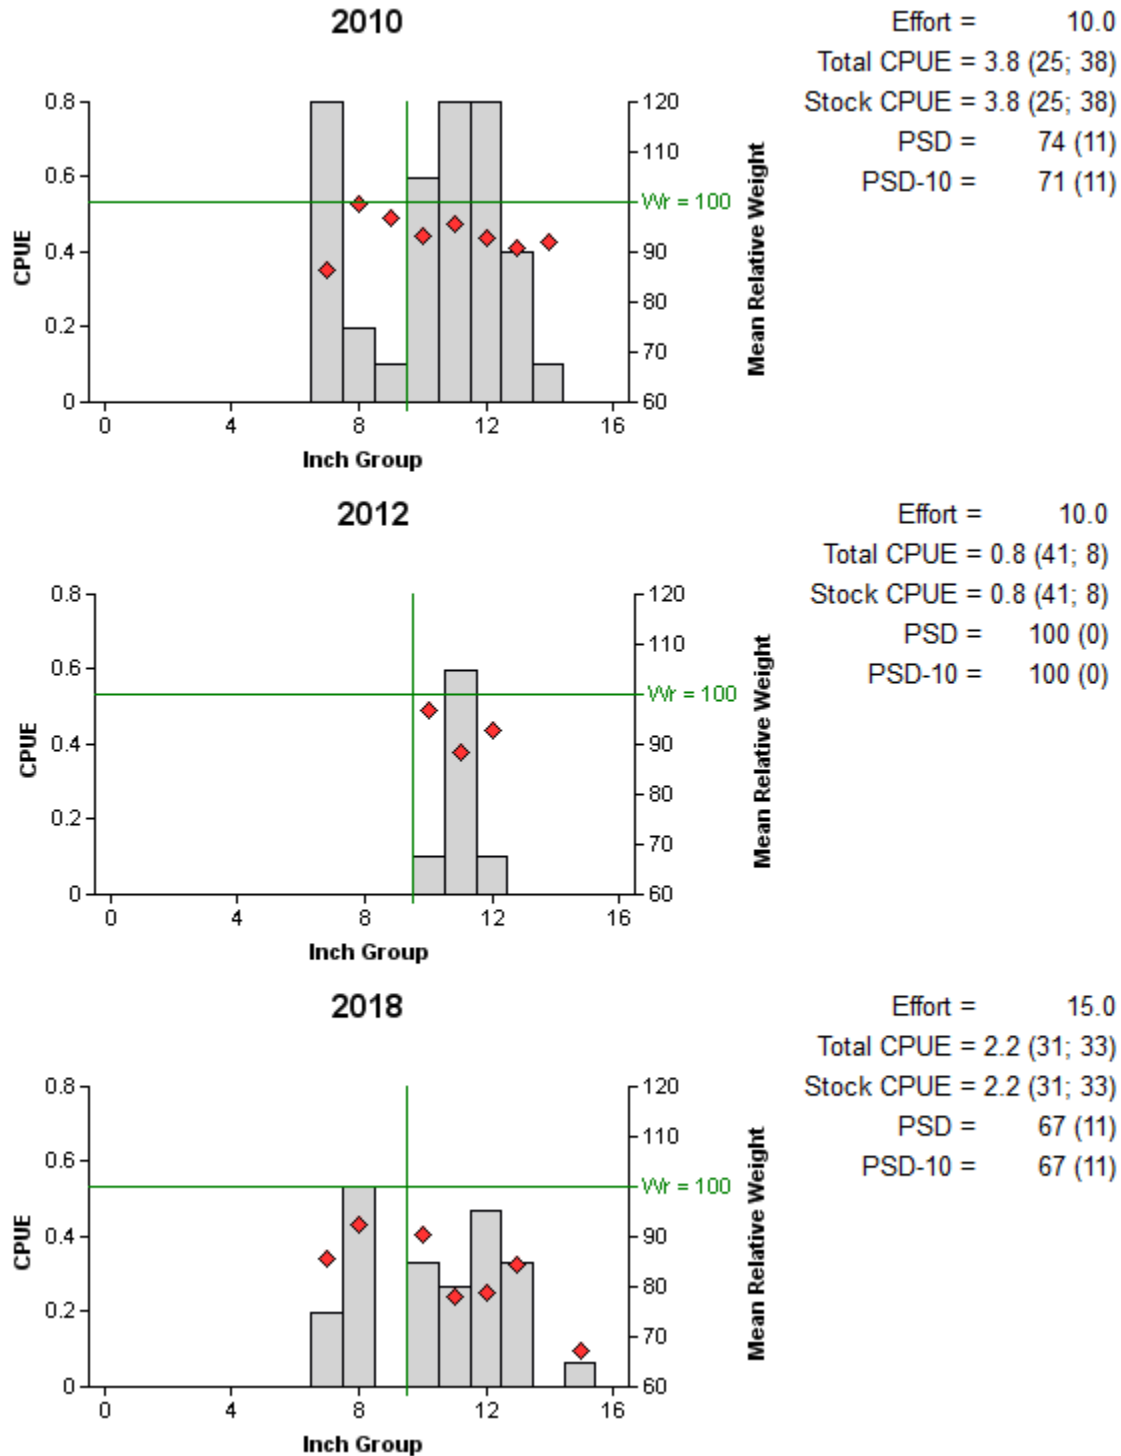 2010
Effort = 10.0
Total CPUE = 3.8 (25; 38)
Stock CPUE = 3.8 (25; 38)
PSD = 74 (11)
PSD-10 = 71 (11)
0.8
0.6
0.4
0.2
0
CPUE
120
110
Wr = 100
90
80
70
60
Mean Relative Weight
0 4 8 12 16
Inch Group
2012
Effort = 10.0
Total CPUE = 0.8 (41; 8)
Stock CPUE = 0.8 (41; 8)
PSD = 100 (0)
PSD-10 = 100 (0)
0.8
0.6
0.4
0.2
0
CPUE
120
110
Wr = 100
90
80
70
60
Mean Relative Weight
0 4 8 12 16
Inch Group
2018
Effort = 15.0
Total CPUE = 2.2 (31; 33)
Stock CPUE = 2.2 (31; 33)
PSD = 67 (11)
PSD-10 = 67 (11)
0.8
0.6
0.4
0.2
0
CPUE
120
110
Wr = 100
90
80
70
60
Mean Relative Weight
0 4 8 12 16
Inch Group